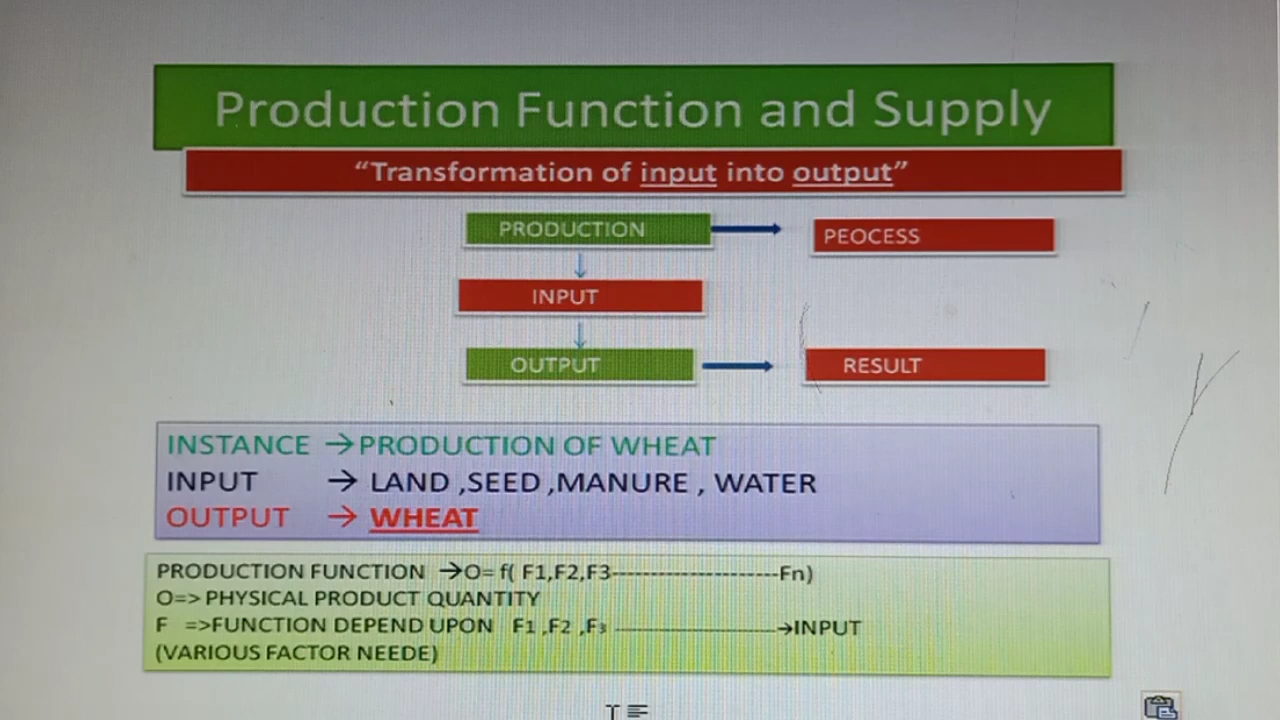 Production Function and Supply
“Transformation of input into output”
PRODUCTION
PEOCESS
INPUT
OUTPUT
RESULT
INSTANCE →PRODUCTION OF WHEAT
INPUT → LAND ,SEED ,MANURE , WATER
OUTPUT → WHEAT
PRODUCTION FUNCTION →O= f( F1,F2,F3-----------------------Fn)
O=> PHYSICAL PRODUCT QUANTITY
F =>FUNCTION DEPEND UPON F1 ,F2 ,F3 -----------------------→INPUT
(VARIOUS FACTOR NEEDE)